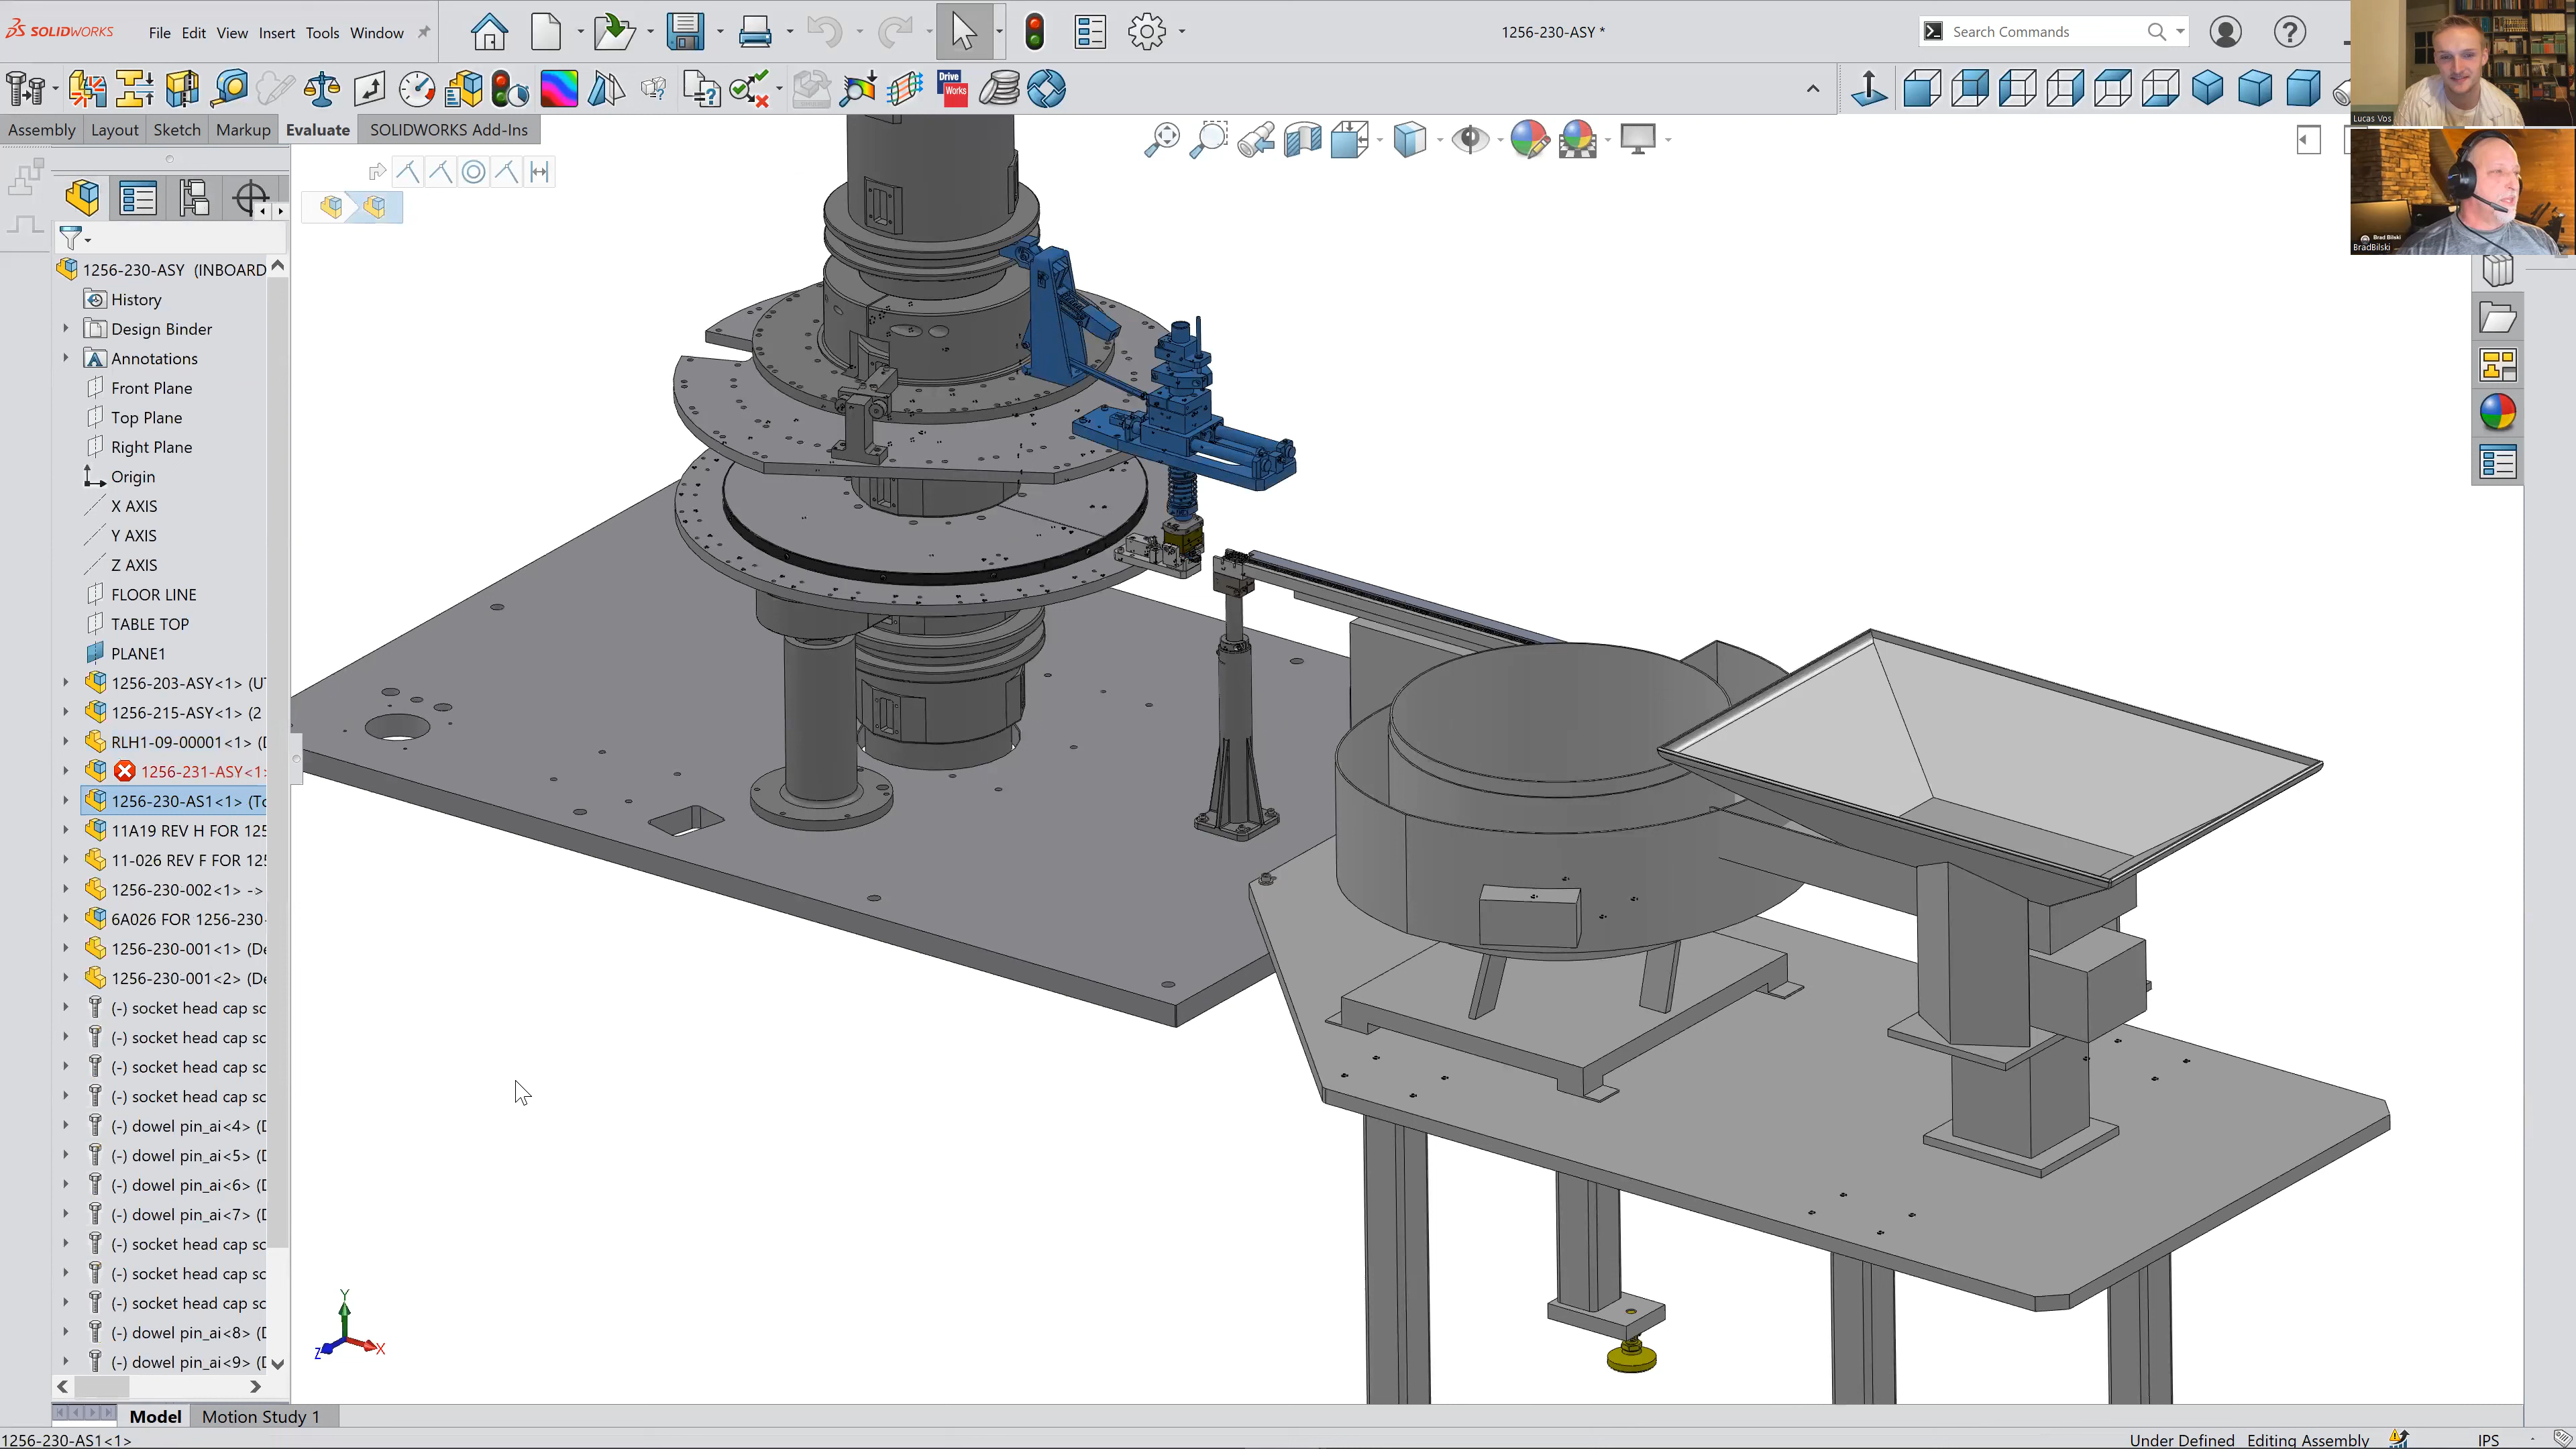 SOLIDWORKS
File Edit View Insert Tools Window
1256-230-ASY *
Search Commands
Drive
Works
Assembly Layout Sketch Markup Evaluate SOLIDWORKS Add-Ins
Lucas Vos
Brad Bilski
BradBilski
1256-230-ASY (INBOARD
History
Design Binder
Annotations
Front Plane
Top Plane
Right Plane
Origin
X AXIS
Y AXIS
Z AXIS
FLOOR LINE
TABLE TOP
PLANE1
1256-203-ASY<1> (U
1256-215-ASY<1> (2
RLH1-09-00001<1> (D
1256-231-ASY<1>
1256-230-AS1<1> (To
11A19 REV H FOR 125
11-026 REV F FOR 125
1256-230-002<1> ->
6A026 FOR 1256-230-
1256-230-001<1> (De
1256-230-001<2> (De
(-) socket head cap sc
(-) socket head cap sc
(-) socket head cap sc
(-) socket head cap sc
(-) dowel pin_ai<4> (D
(-) dowel pin_ai<5> (D
(-) dowel pin_ai<6> (D
(-) dowel pin_ai<7> (D
(-) socket head cap sc
(-) socket head cap sc
(-) socket head cap sc
(-) dowel pin_ai<8> (D
(-) dowel pin_ai<9> (D
Y
Z
X
Model Motion Study 1
1256-230-AS1<1>
Under Defined Editing Assembly IPS